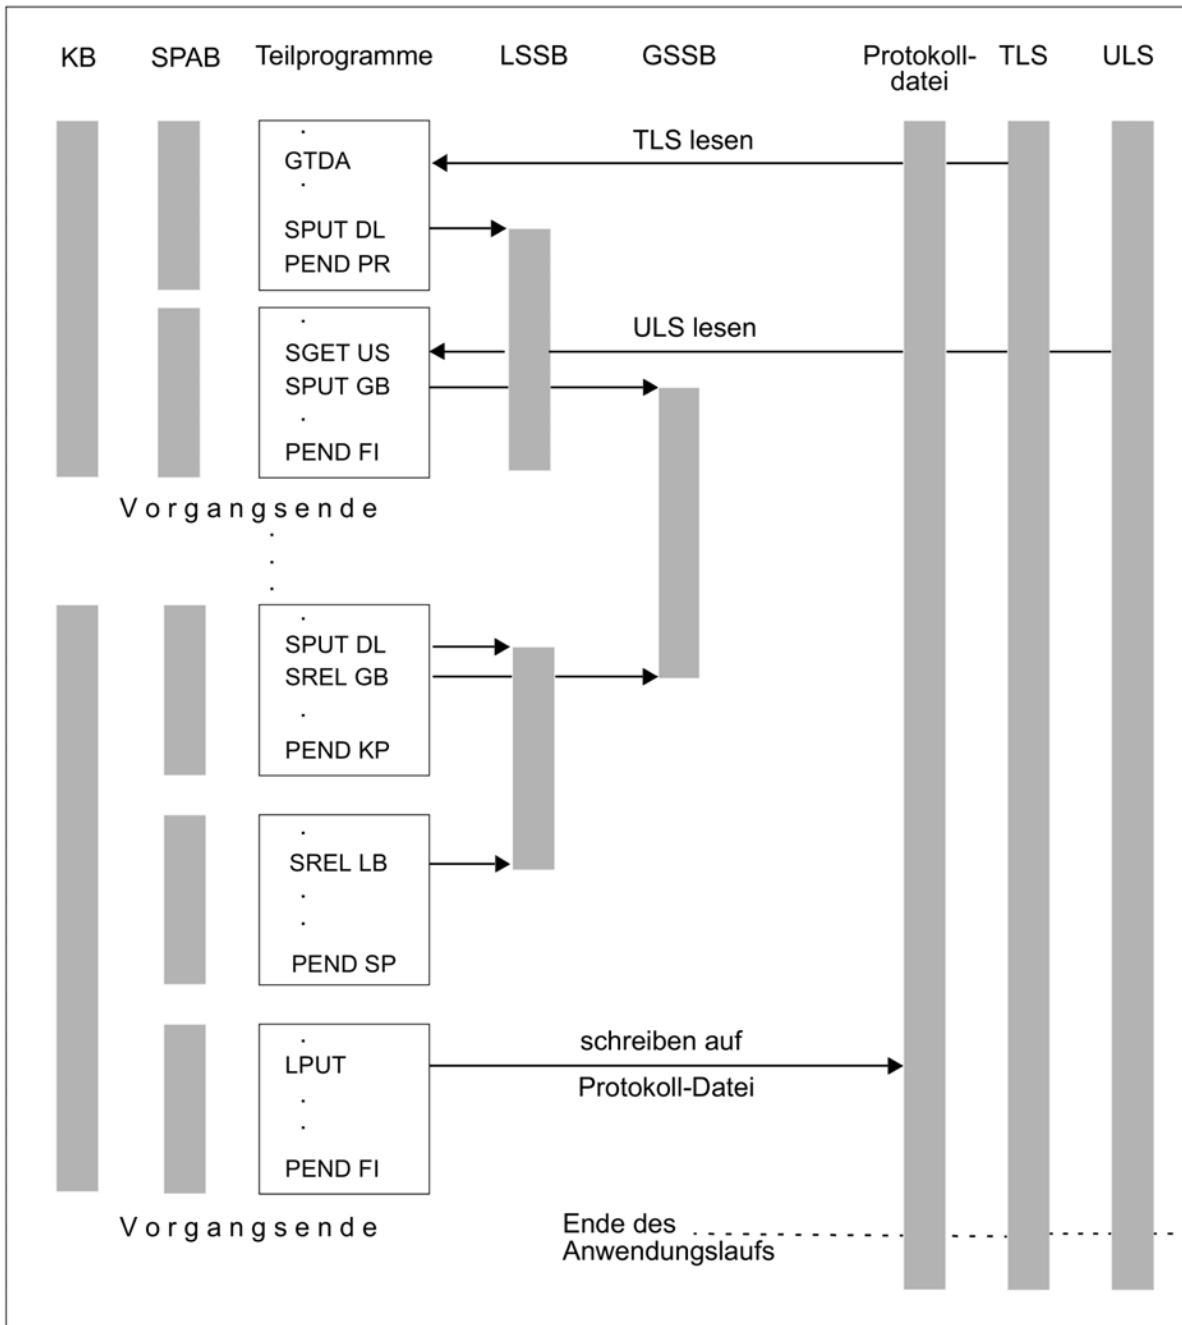 KB SPAB Teilprogramme LSSB GSSB Protokoll- TLS ULS
datei
TLS lesen
GTDA
SPUT DL
PEND PR
ULS lesen
SGET US
SPUT GB
PEND FI
Vorgangsende
SPUT DL
SREL GB
PEND KP
SREL LB
PEND SP
schreiben auf
LPUT
Protokoll-Datei
PEND FI
Vorgangsende
Ende des
Anwendungslaufs